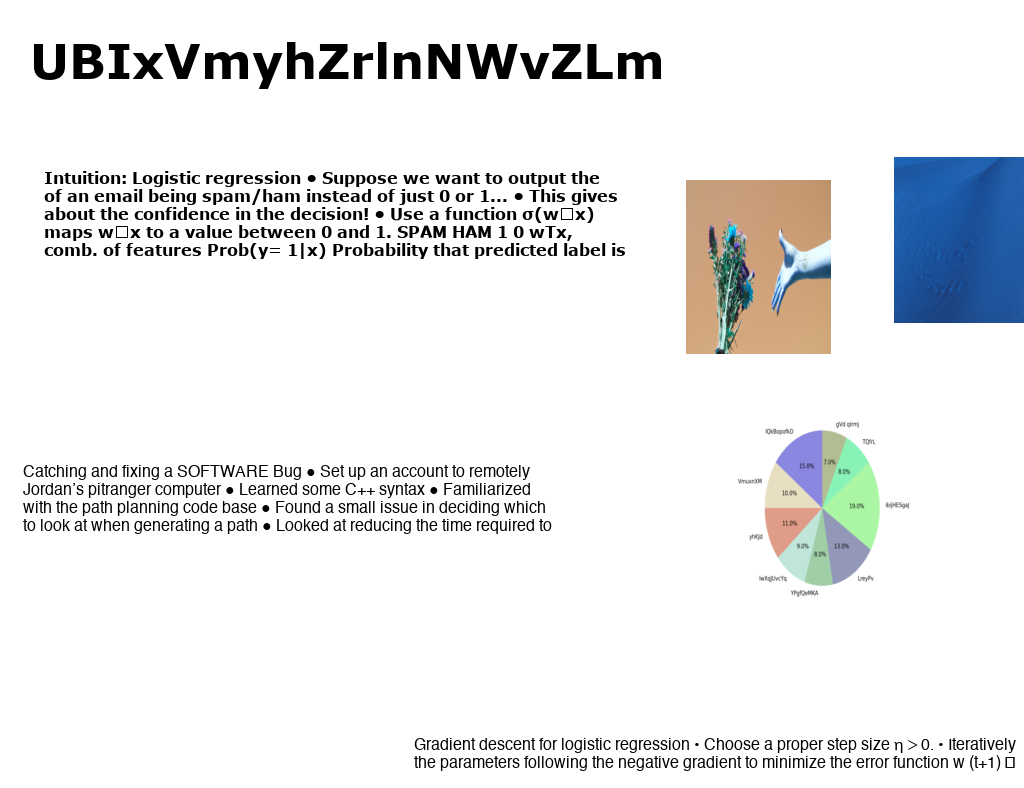 UBIxVmyhZrlnNWvZLm
Intuition: Logistic regression ● Suppose we want to output the
of an email being spam/ham instead of just 0 or 1... ● This gives
about the confidence in the decision! ● Use a function σ(w□x)
maps w□x to a value between 0 and 1. SPAM HAM 1 0 wTx,
comb. of features Prob(y= 1|x) Probability that predicted label is
gVd qirmj
IQkBopofkD
TQfrL
7.0%
15.0%
8.0%
VmuxnXM
10.0%
19.0%
11.0%
yhKJd
9.0%
13.0%
8.0%
LreyPv
YPgfQeMKA
Catching and fixing a SOFTWARE Bug ● Set up an account to remotely
Jordan's pitranger computer ● Learned some C++ syntax ● Familiarized
with the path planning code base ● Found a small issue in deciding which
to look at when generating a path ● Looked at reducing the time required to
Gradient descent for logistic regression • Choose a proper step size η > 0. • Iteratively
the parameters following the negative gradient to minimize the error function w (t+1) □